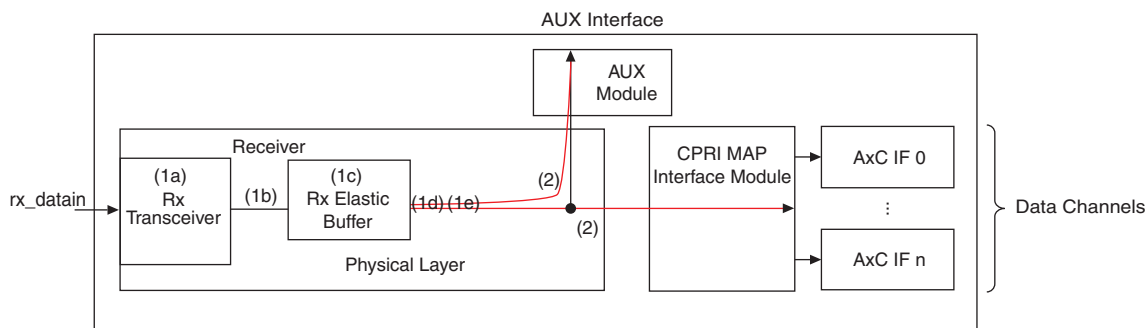 AUX Interface
AUX
Module
Receiver
(1a)
Rx
Transceiver
rx_datain
(1b)
(1c)
Rx Elastic
Buffer
(1d) (1e)
(2)
(2)
Physical Layer
CPRI MAP
Interface Module
AxC IF 0
...
AxC IF n
Data Channels